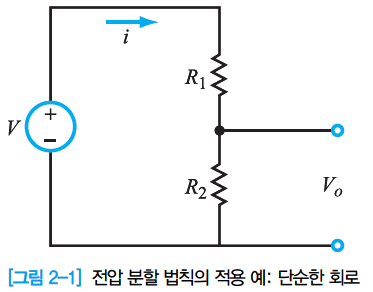 i
R₁
+
V
−
R₂
Vₒ
[그림 2-1] 전압 분할 법칙의 적용 예: 단순한 회로